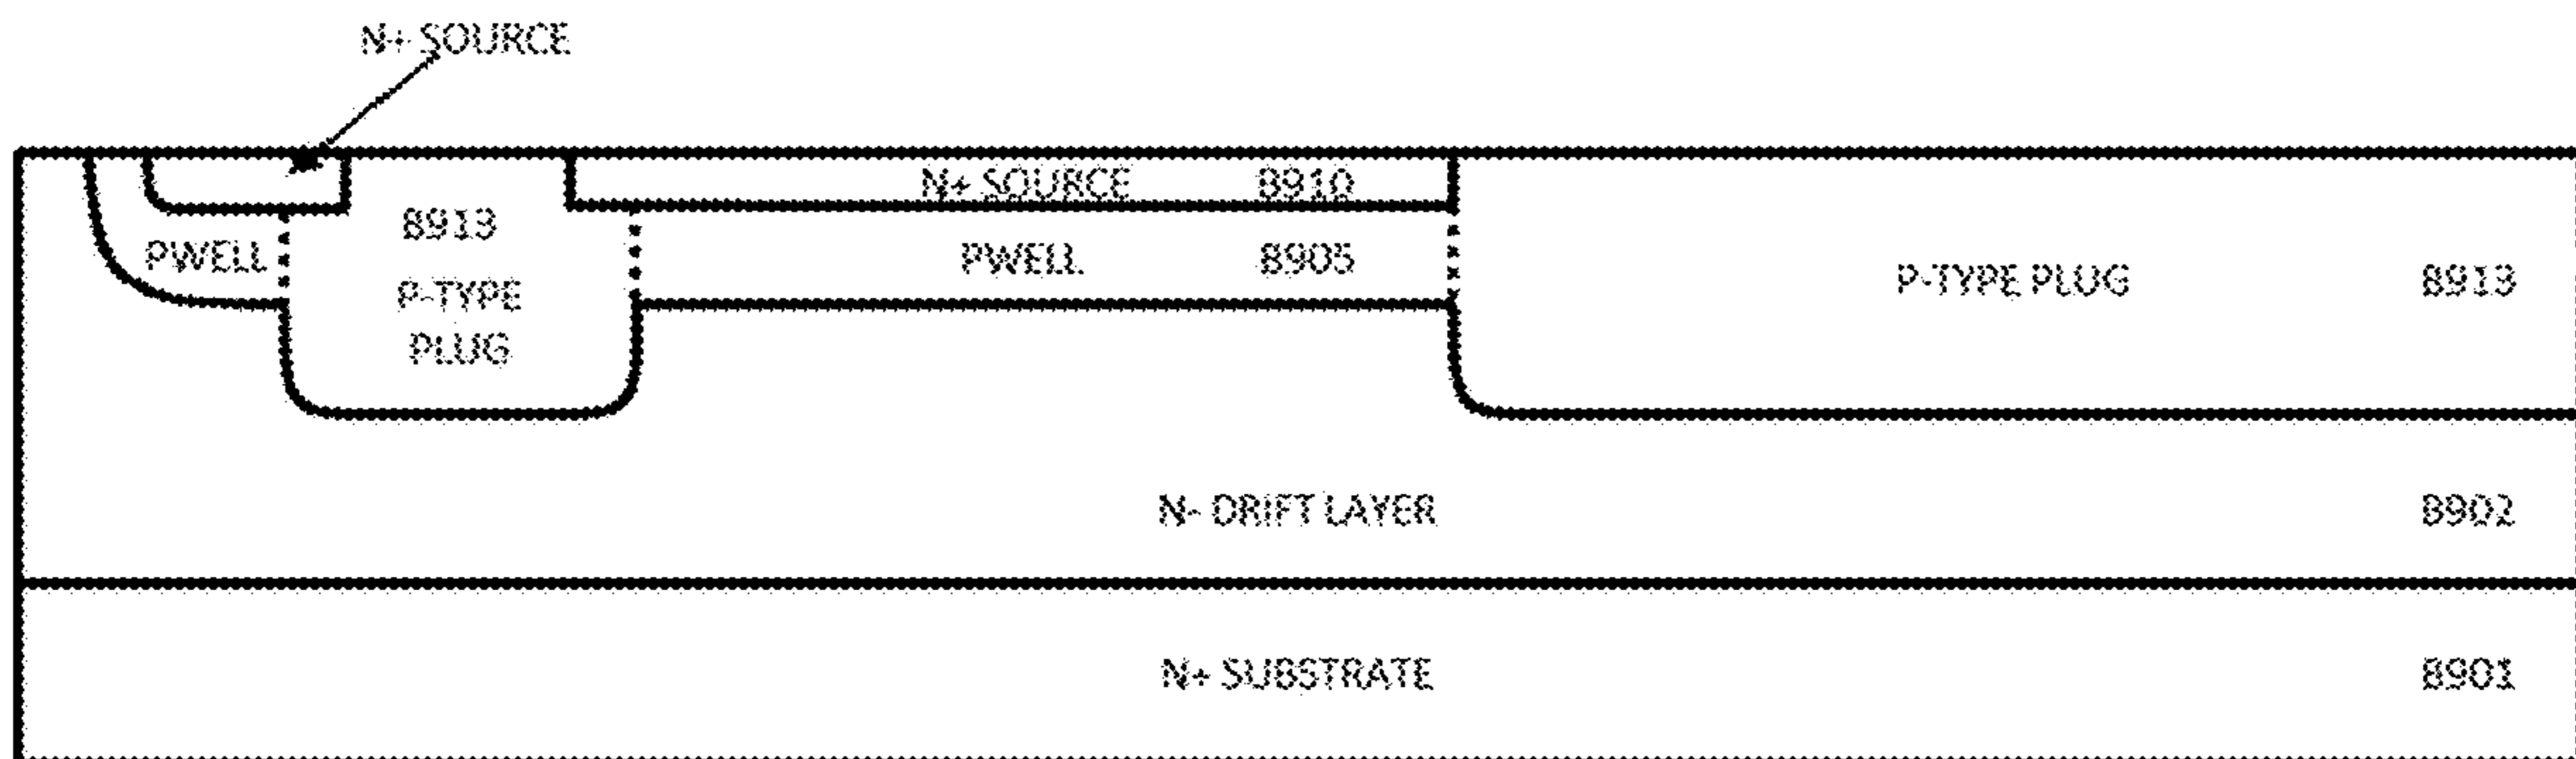 N+ SOURCE
N+ SOURCE 8910
8913
PWELL
PWELL 8905
P-TYPE
PLUG
P-TYPE PLUG 8913
N- DRIFT LAYER 8902
N+ SUBSTRATE 8901